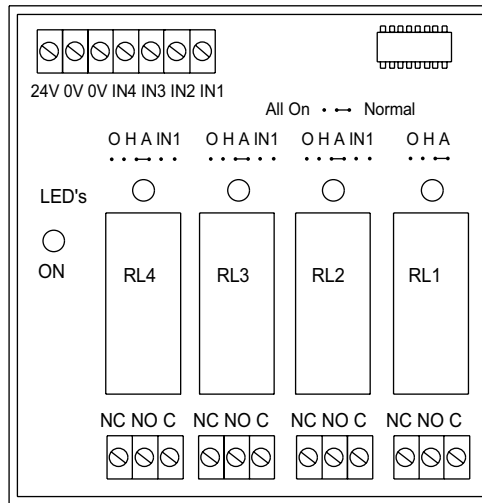 24V 0V 0V IN4 IN3 IN2 IN1
All On Normal
O H A IN1 O H A IN1 O H A IN1 O H A
LED's
ON
RL4 RL3 RL2 RL1
NC NO C NC NO C NC NO C NC NO C